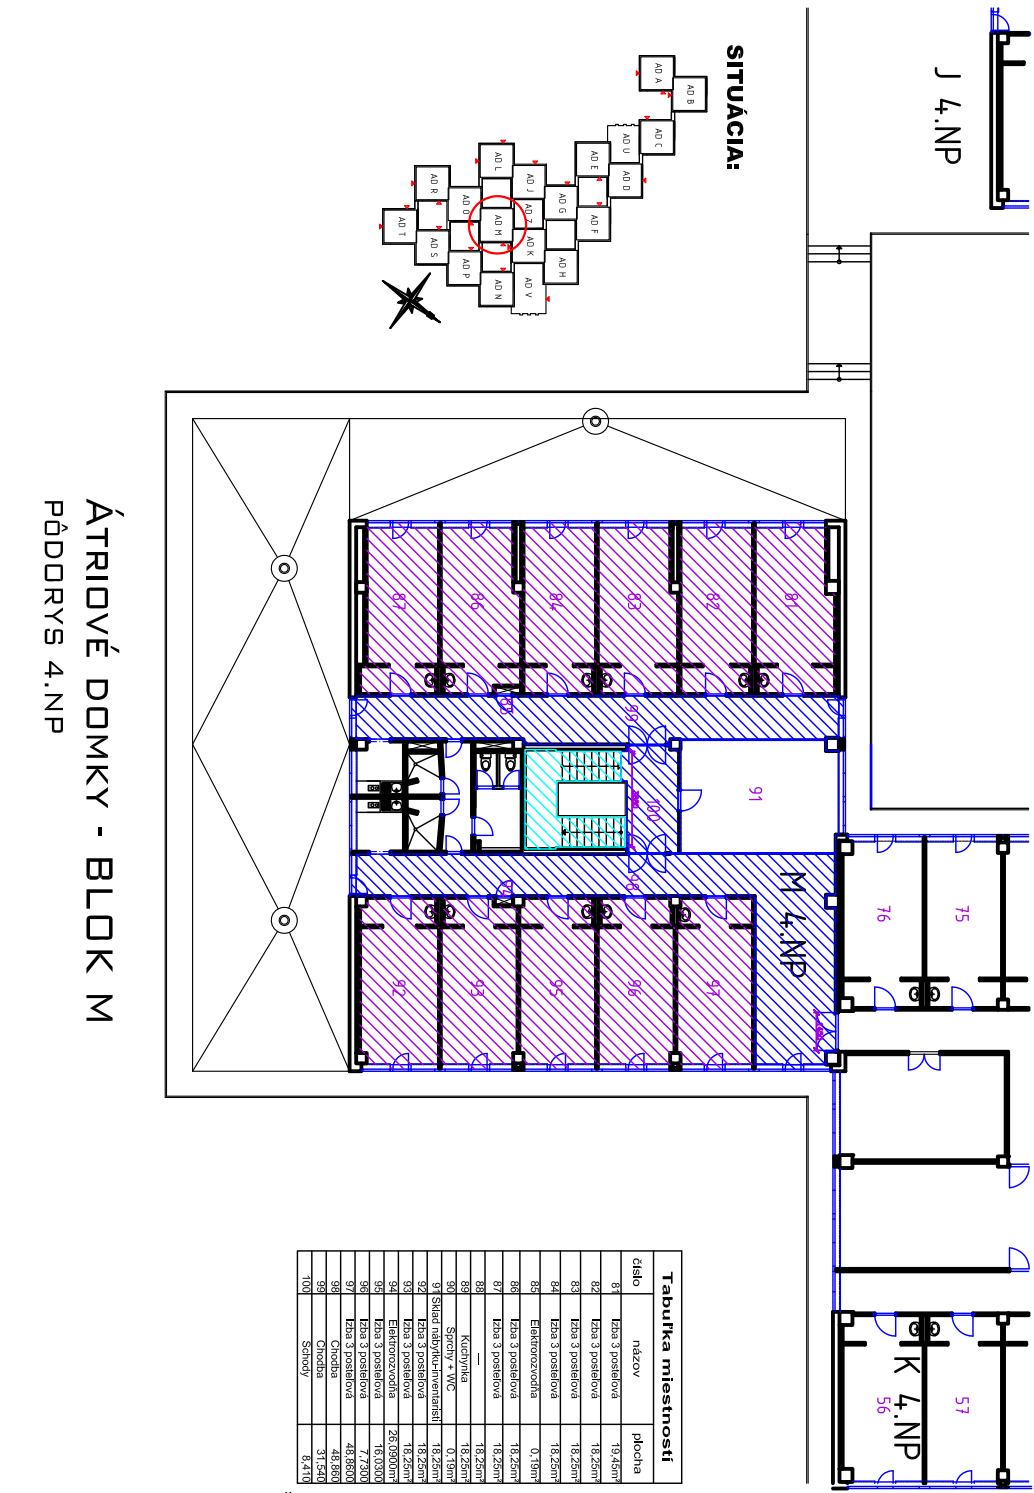 J 4.NP
SITUÁCIA:
AD A
AD B
AD C
AD U
AD D
AD E
AD F
AD G
AD H
AD J
AD Z
AD K
AD V
AD L
AD M
AD N
AD O
AD P
AD R
AD S
AD T
81
82
83
84
86
87
88
99
100
91
98
94
M 4.NP
92
93
95
96
97
76
75
K 4.NP
56
57
ÁTRIOVÉ DOMKY - BLOK M
PÔDORYS 4.NP
Tabuľka miestností
číslo názov plocha
81 Izba 3 posteľová 19,45m²
82 Izba 3 posteľová 18,25m²
83 Izba 3 posteľová 18,25m²
84 Izba 3 posteľová 18,25m²
85 Elektrorozvodňa 0,19m²
86 Izba 3 posteľová 18,25m²
87 Izba 3 posteľová 18,25m²
88 — 18,25m²
89 Kuchynka 18,25m²
90 Sprchy + WC 0,19m²
91 Sklad nábytku-inventaristi 18,25m²
92 Izba 3 posteľová 18,25m²
93 Izba 3 posteľová 18,25m²
94 Elektrorozvodňa 26,0900m²
95 Izba 3 posteľová 16,0300
96 Izba 3 posteľová 7,7300
97 Izba 3 posteľová 48,8600
98 Chodba 48,860
99 Chodba 31,540
100 Schody 8,410